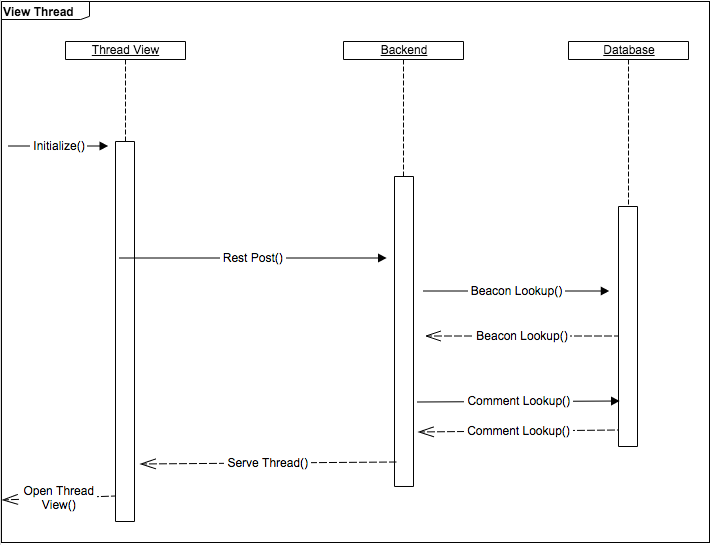 View Thread
Thread View
Backend
Database
Initialize()
Rest Post()
Beacon Lookup()
Beacon Lookup()
Comment Lookup()
Comment Lookup()
Serve Thread()
Open Thread
View()